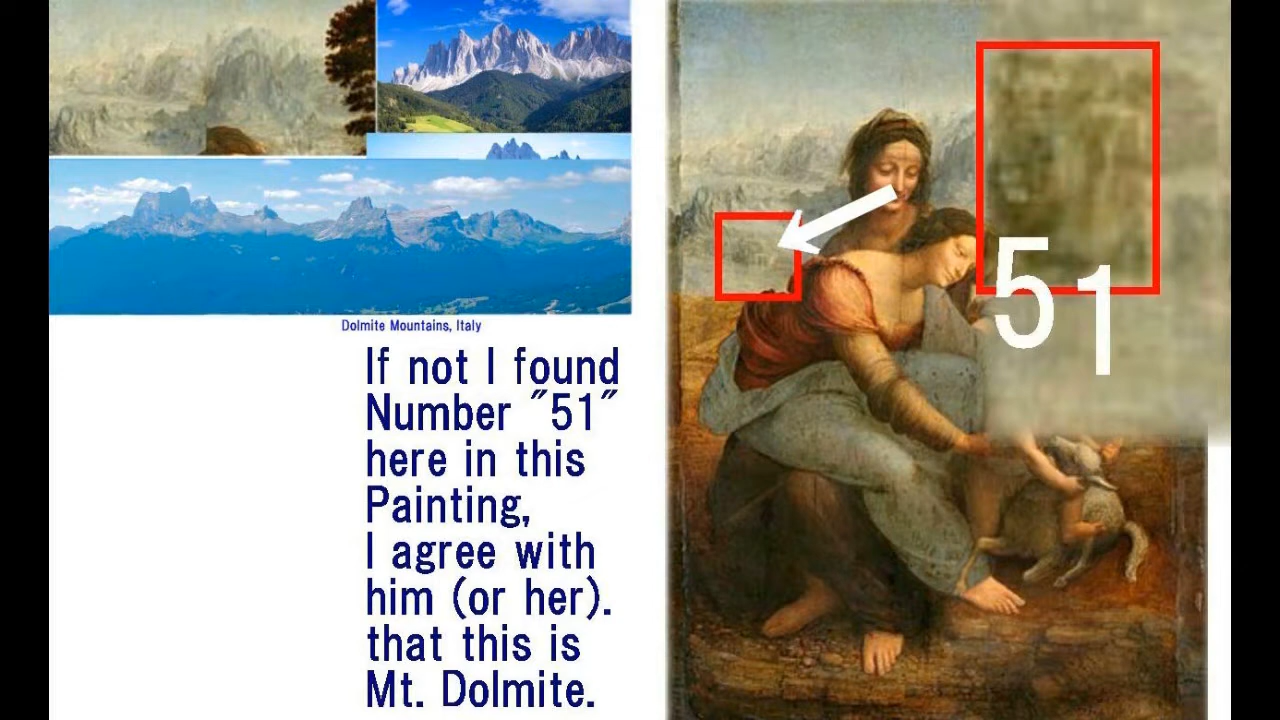 Dolmite Mountains, Italy
If not I found
Number "51"
here in this
Painting,
I agree with
him (or her).
that this is
Mt. Dolmite.
51